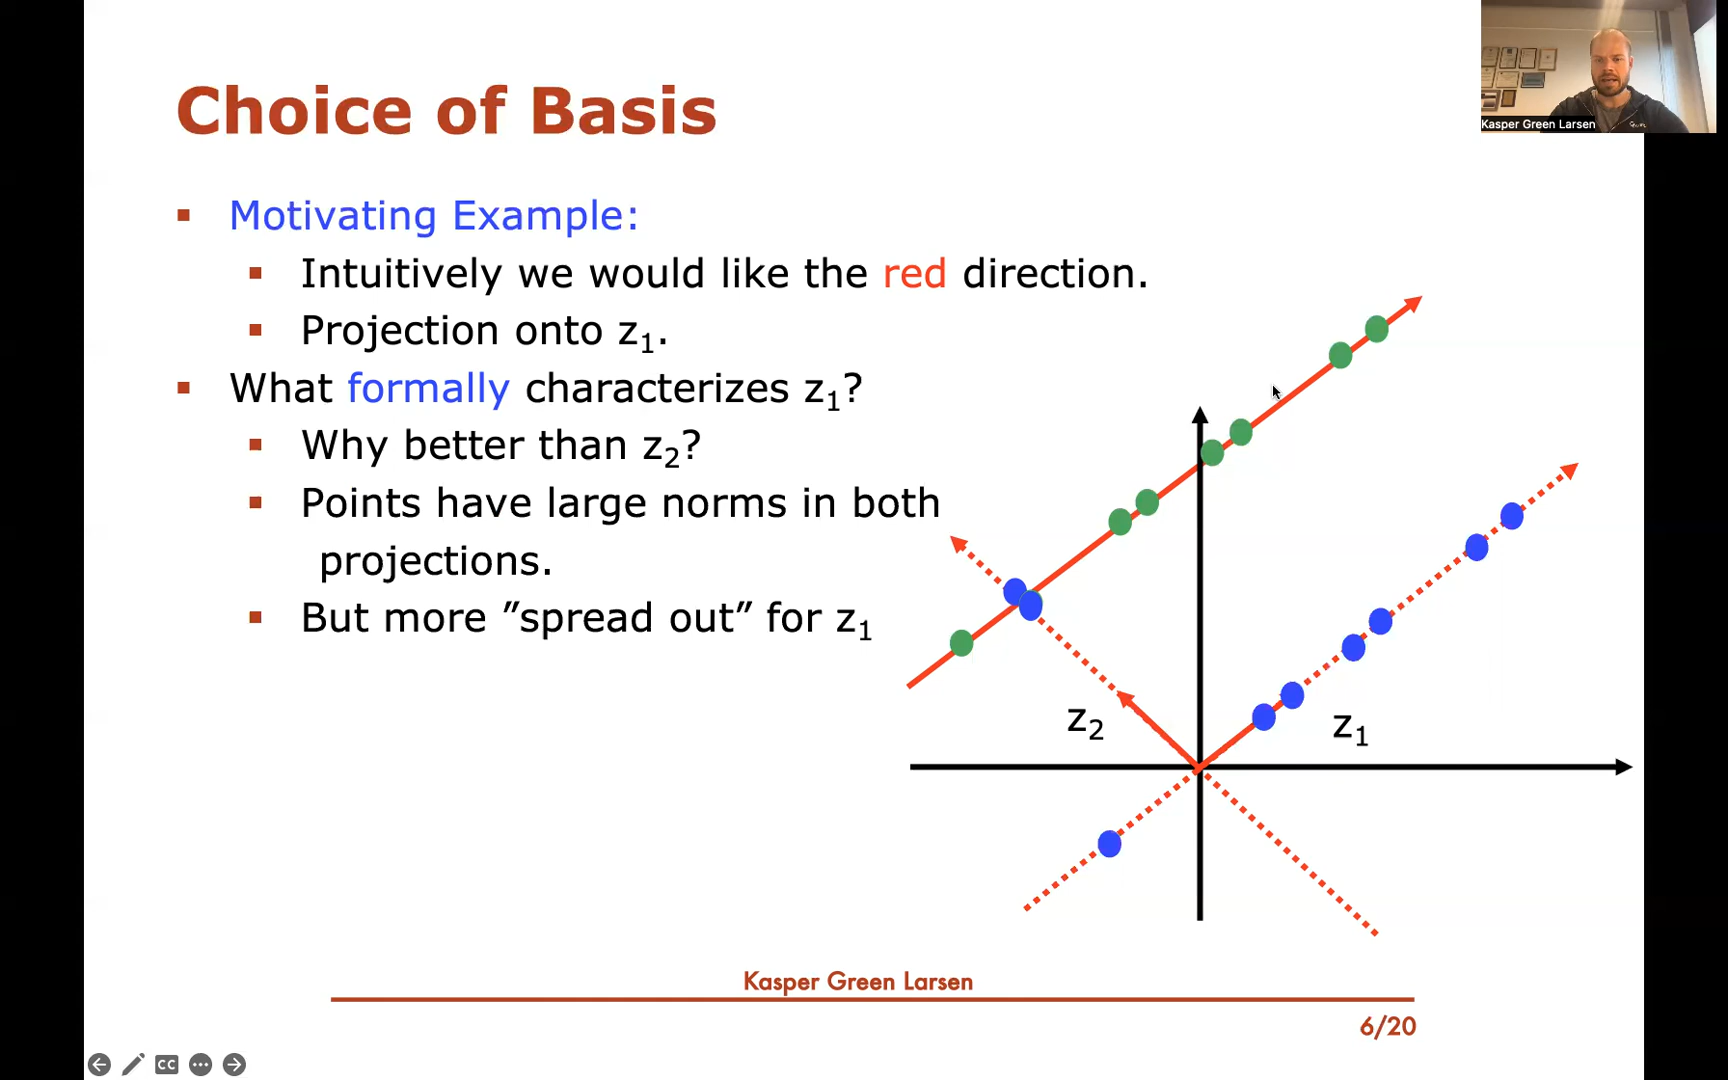 Choice of Basis
Kasper Green Larsen
Motivating Example:
Intuitively we would like the red direction.
Projection onto z₁.
What formally characterizes z₁?
Why better than z₂?
Points have large norms in both
projections.
But more ”spread out” for z₁
z₂
z₁
Kasper Green Larsen
6/20
CC